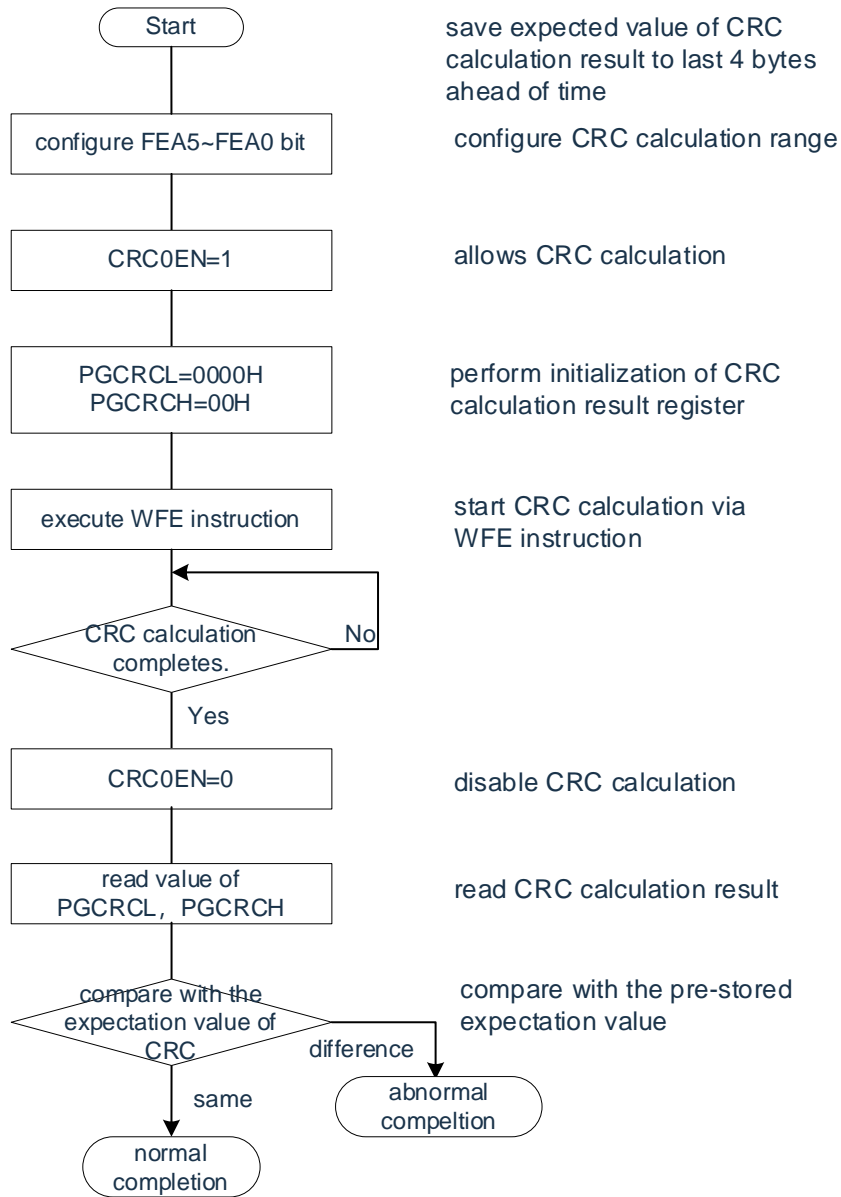 Start
save expected value of CRC
calculation result to last 4 bytes
ahead of time
configure FEA5~FEA0 bit
configure CRC calculation range
CRC0EN=1
allows CRC calculation
PGCRCL=0000H
PGCRCH=00H
perform initialization of CRC
calculation result register
execute WFE instruction
start CRC calculation via
WFE instruction
CRC calculation
completes.
No
Yes
CRC0EN=0
disable CRC calculation
read value of
PGCRCL，PGCRCH
read CRC calculation result
compare with the
expectation value of
CRC
compare with the pre-stored
expectation value
difference
same
abnormal
compeltion
normal
completion